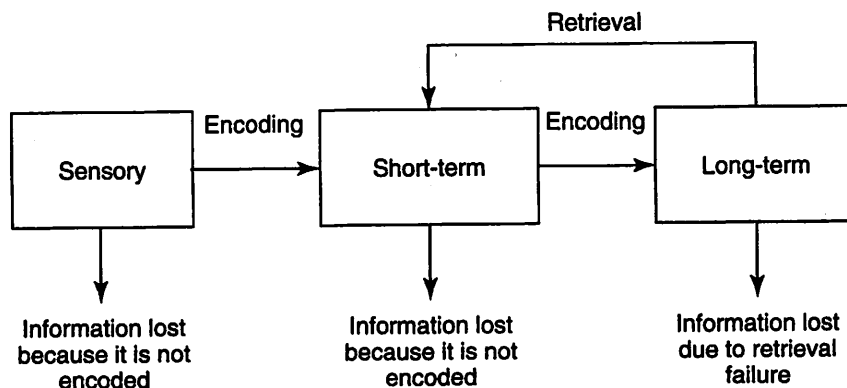 Retrieval
Encoding
Encoding
Sensory
Short-term
Long-term
Information lost
because it is not
encoded
Information lost
because it is not
encoded
Information lost
due to retrieval
failure